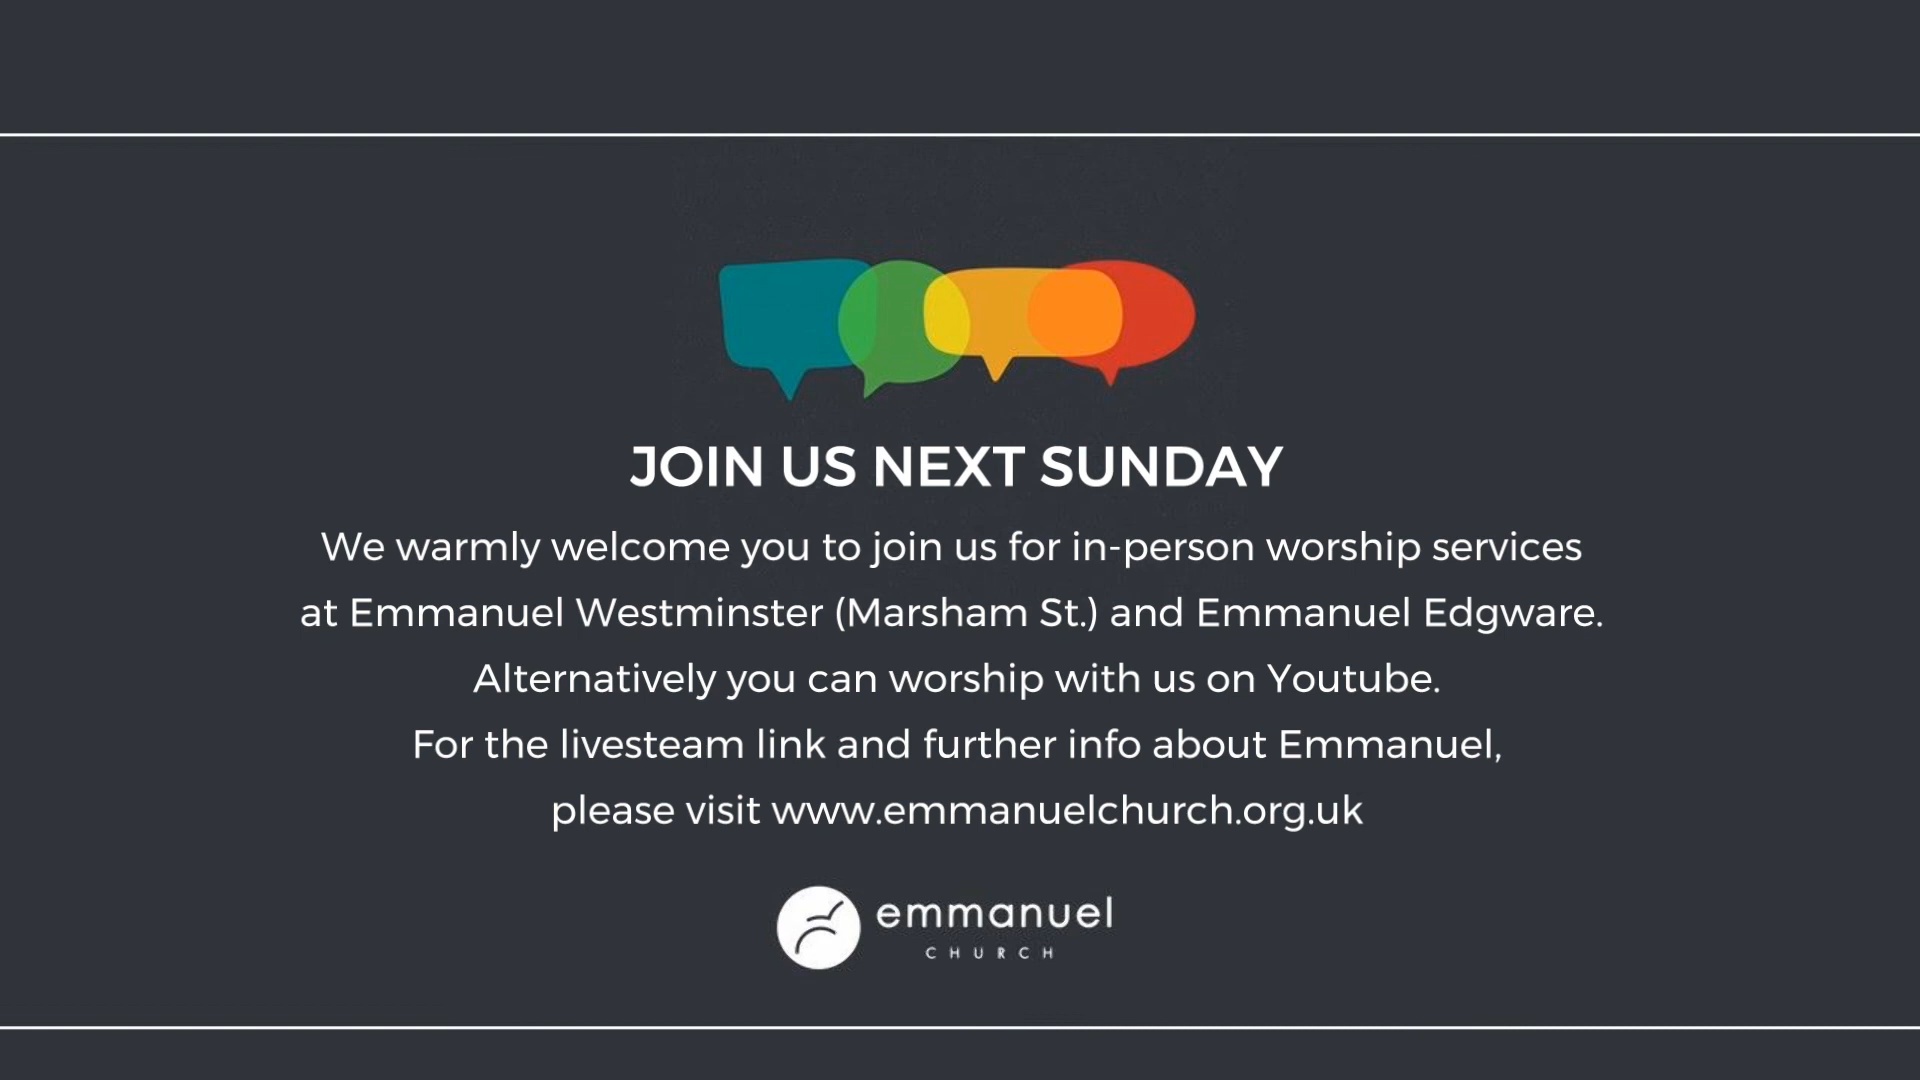 JOIN US NEXT SUNDAY
We warmly welcome you to join us for in-person worship services
at Emmanuel Westminster (Marsham St.) and Emmanuel Edgware.
Alternatively you can worship with us on Youtube.
For the livesteam link and further info about Emmanuel,
please visit www.emmanuelchurch.org.uk
emmanuel
CHURCH